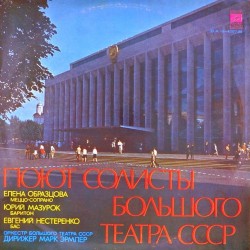 ПОЮТ СОЛИСТЫ
БОЛЬШОГО
ТЕАТРА·СССР
ЕЛЕНА ОБРАЗЦОВА
МЕЦЦО-СОПРАНО
ЮРИЙ МАЗУРОК
БАРИТОН
ЕВГЕНИЙ НЕСТЕРЕНКО
БАС
ОРКЕСТР БОЛЬШОГО ТЕАТРА СССР
ДИРИЖЕР МАРК ЭРМЛЕР